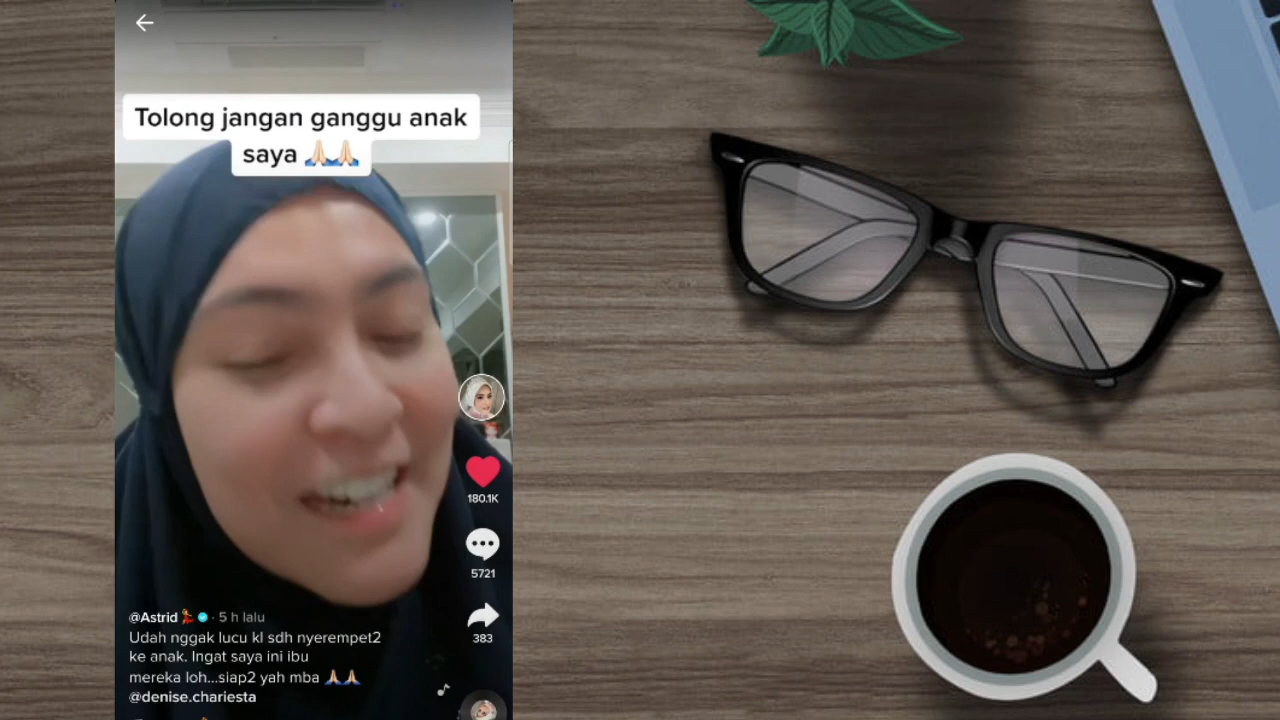 Tolong jangan ganggu anak
saya 🙏🏻🙏🏻
180.1K
5721
383
@Astrid💃 · 5 h lalu
Udah nggak lucu kl sdh nyerempet2
ke anak. Ingat saya ini ibu
mereka loh...siap2 yah mba 🙏🏻🙏🏻
@denise.chariesta